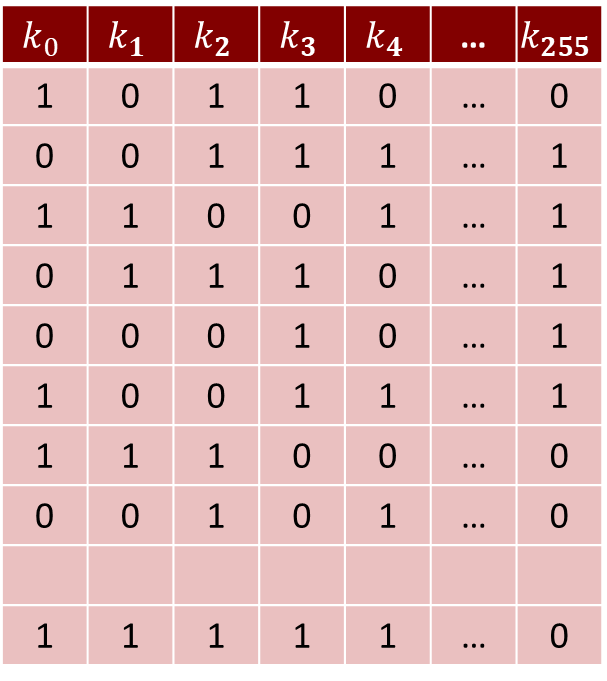 k₀ k₁ k₂ k₃ k₄ ... k₂₅₅
1 0 1 1 0 ... 0
0 0 1 1 1 ... 1
1 1 0 0 1 ... 1
0 1 1 1 0 ... 1
0 0 0 1 0 ... 1
1 0 0 1 1 ... 1
1 1 1 0 0 ... 0
0 0 1 0 1 ... 0
1 1 1 1 1 ... 0